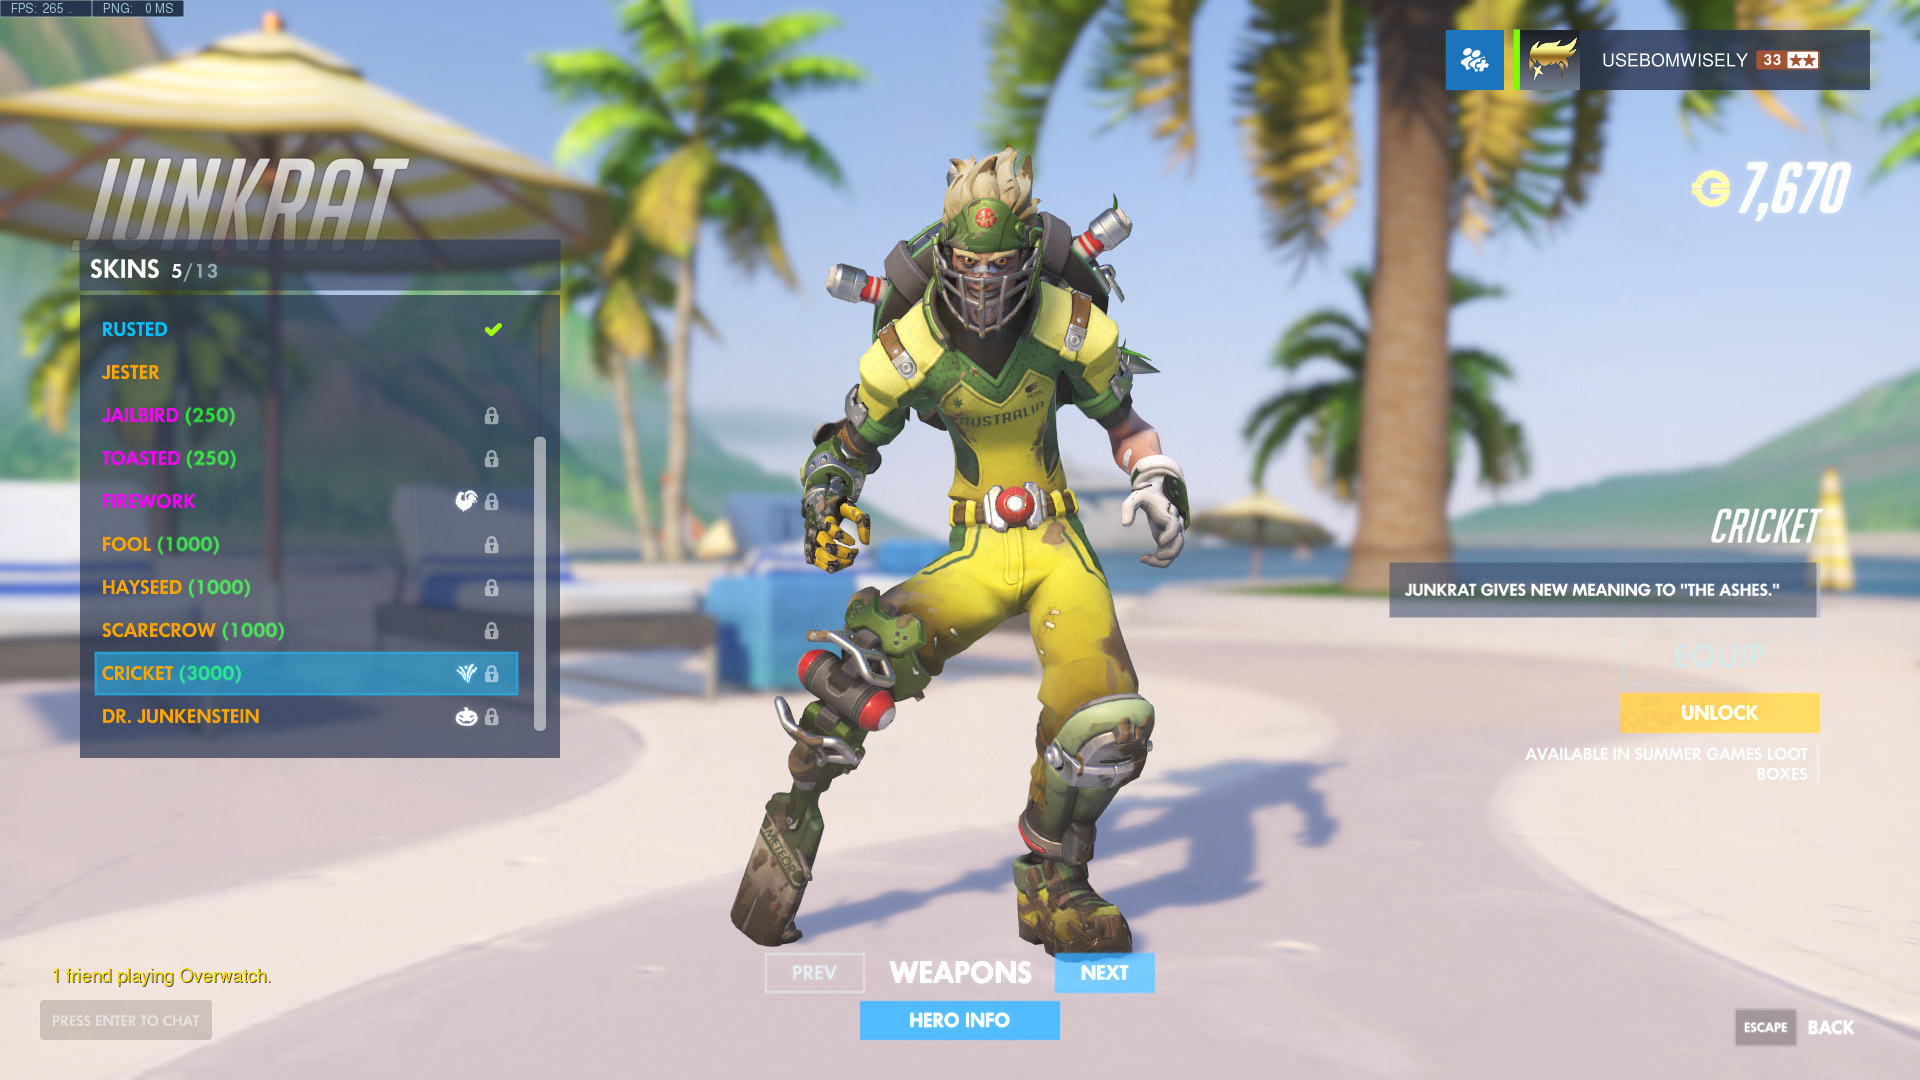 FPS: 265 .
PNG: 0 MS
USEBOMWISELY 33
7,670
JUNKRAT
SKINS 5/13
RUSTED
JESTER
JAILBIRD (250)
TOASTED (250)
FIREWORK
FOOL (1000)
HAYSEED (1000)
SCARECROW (1000)
CRICKET (3000)
DR. JUNKENSTEIN
AUSTRALIA
METEOR
CRICKET
JUNKRAT GIVES NEW MEANING TO "THE ASHES."
EQUIP
UNLOCK
AVAILABLE IN SUMMER GAMES LOOT
BOXES
PREV
WEAPONS
NEXT
HERO INFO
1 friend playing Overwatch.
PRESS ENTER TO CHAT
ESCAPE
BACK